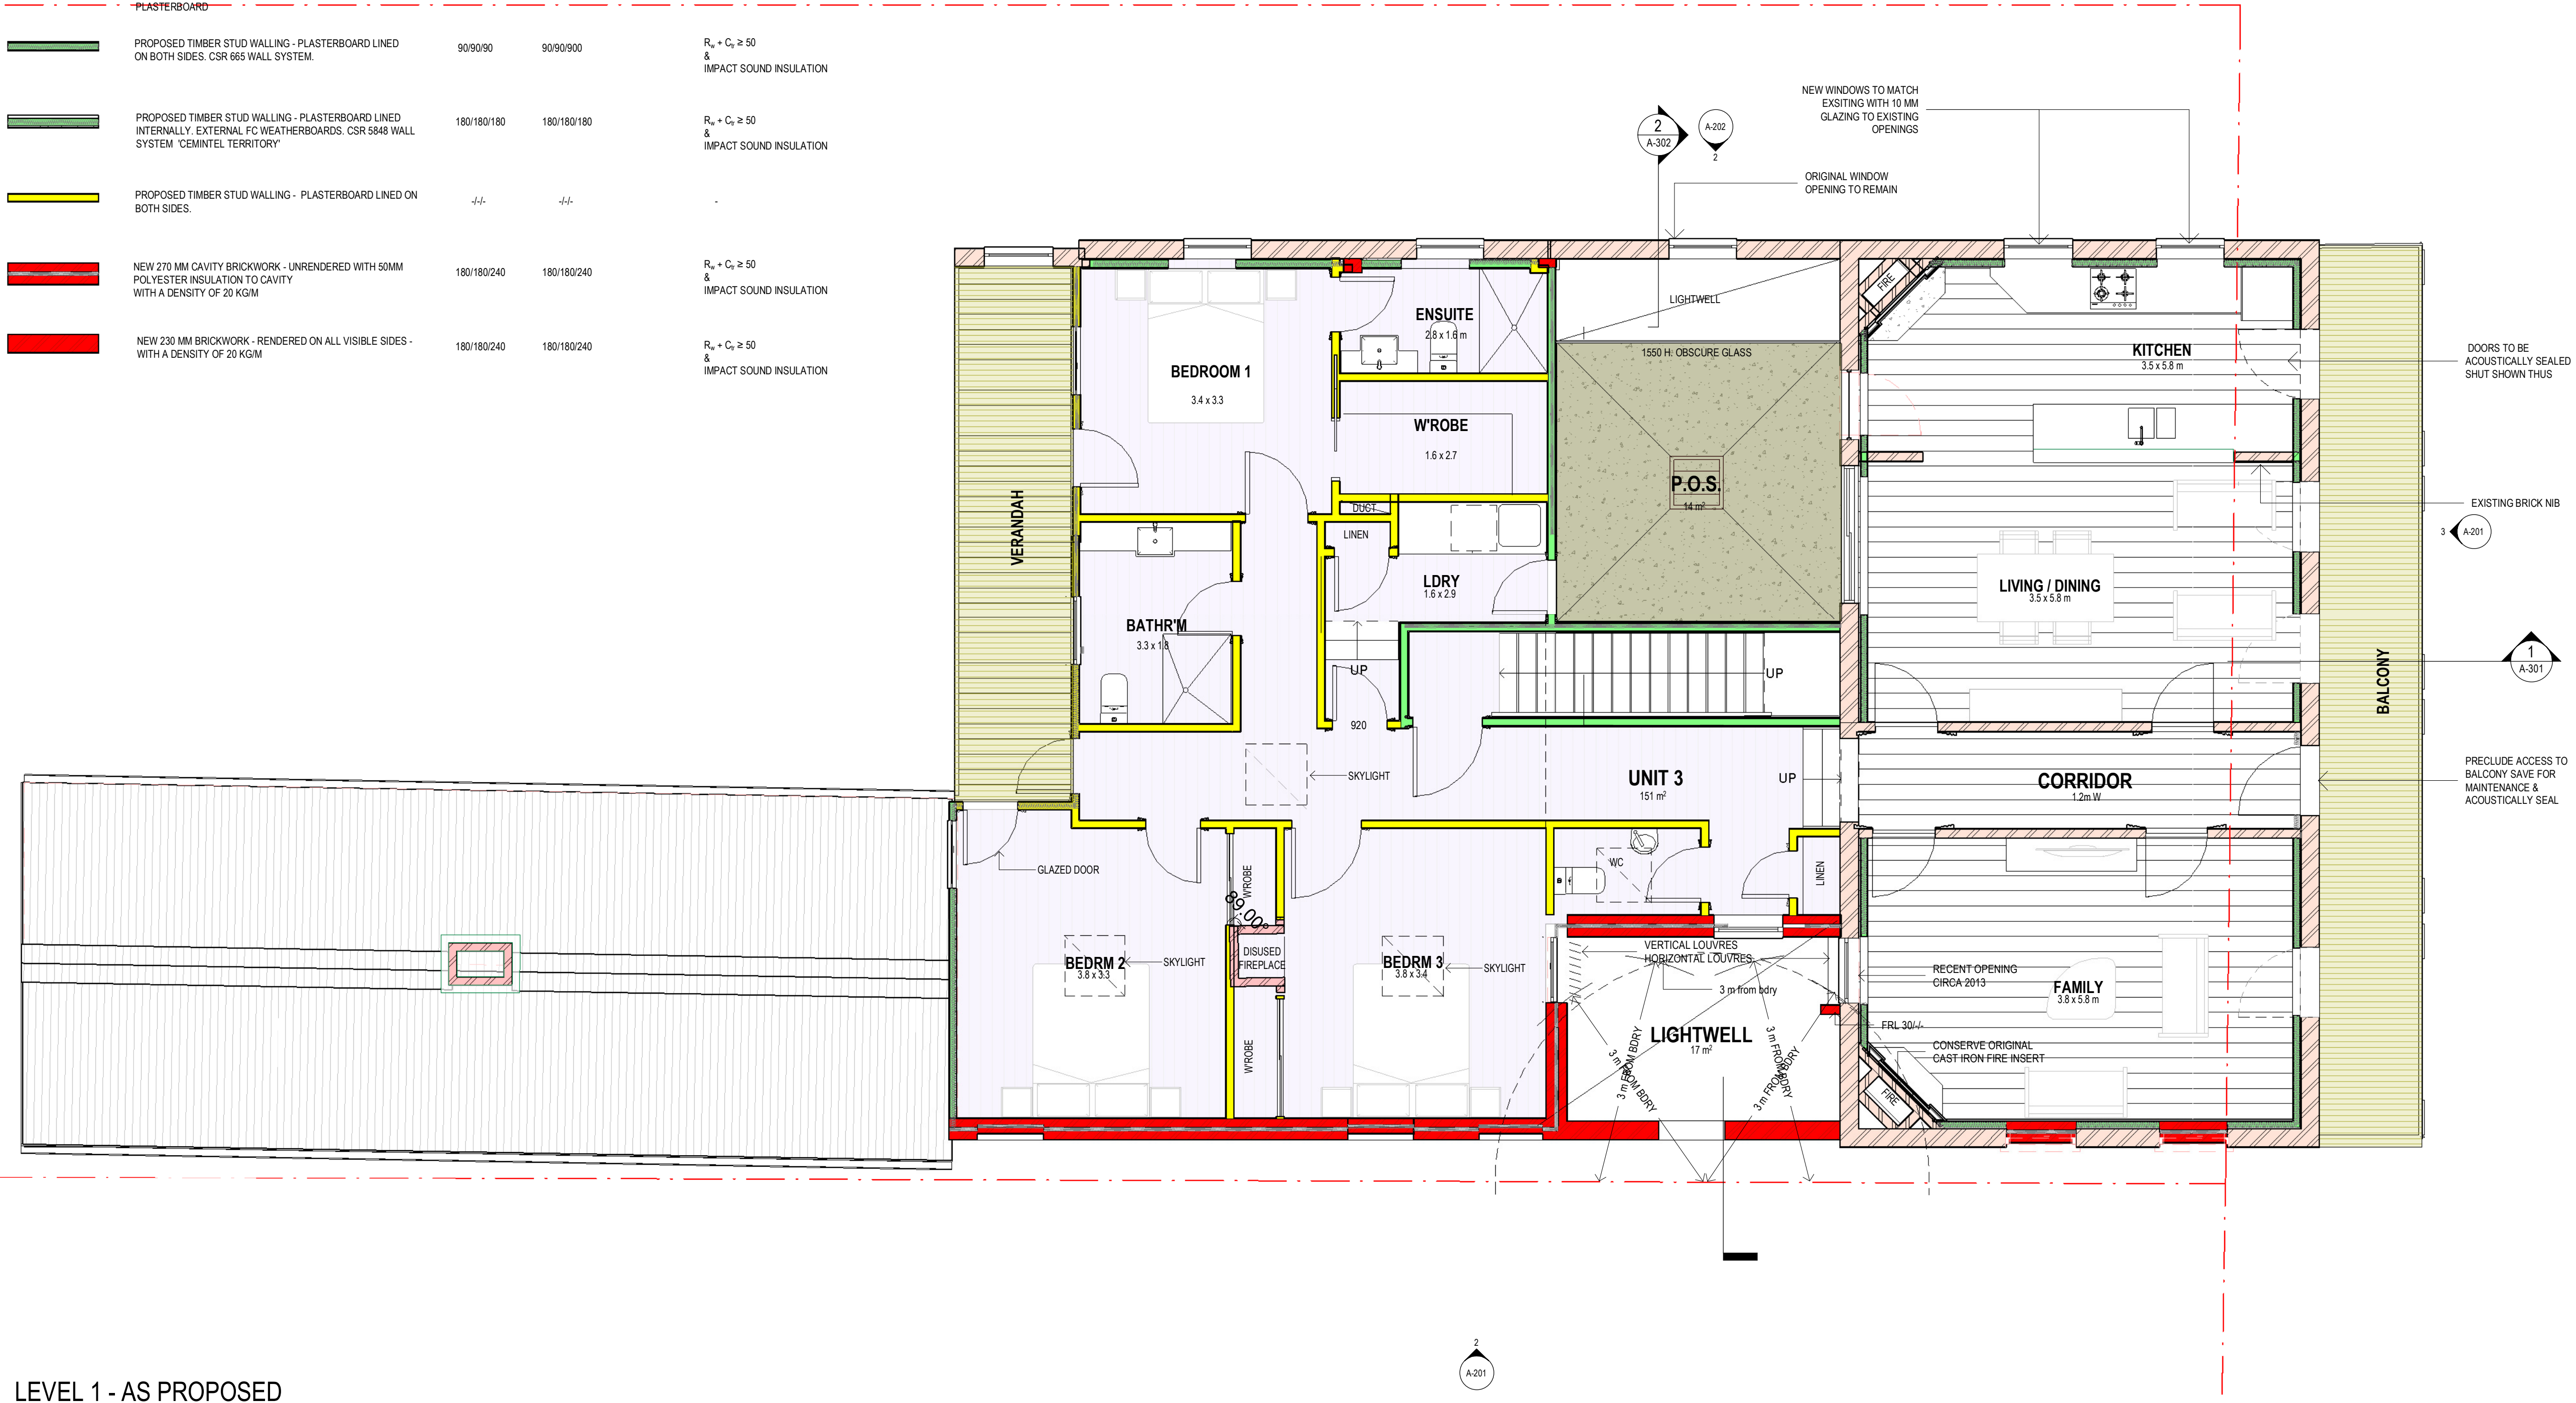 PLASTERBOARD
PROPOSED TIMBER STUD WALLING - PLASTERBOARD LINED
ON BOTH SIDES. CSR 665 WALL SYSTEM.
90/90/90
90/90/900
Rw + Ctr ≥ 50
&
IMPACT SOUND INSULATION
PROPOSED TIMBER STUD WALLING - PLASTERBOARD LINED
INTERNALLY. EXTERNAL FC WEATHERBOARDS. CSR 5848 WALL
SYSTEM 'CEMINTEL TERRITORY'
180/180/180
180/180/180
Rw + Ctr ≥ 50
&
IMPACT SOUND INSULATION
PROPOSED TIMBER STUD WALLING - PLASTERBOARD LINED ON
BOTH SIDES.
-/-/-
-/-/-
-
NEW 270 MM CAVITY BRICKWORK - UNRENDERED WITH 50MM
POLYESTER INSULATION TO CAVITY
WITH A DENSITY OF 20 KG/M
180/180/240
180/180/240
Rw + Ctr ≥ 50
&
IMPACT SOUND INSULATION
NEW 230 MM BRICKWORK - RENDERED ON ALL VISIBLE SIDES -
WITH A DENSITY OF 20 KG/M
180/180/240
180/180/240
Rw + Ctr ≥ 50
&
IMPACT SOUND INSULATION
NEW WINDOWS TO MATCH
EXSITING WITH 10 MM
GLAZING TO EXISTING
OPENINGS
2
A-302
A-202
2
ORIGINAL WINDOW
OPENING TO REMAIN
LIGHTWELL
1550 H. OBSCURE GLASS
P.O.S.
14 m²
FIRE
KITCHEN
3.5 x 5.8 m
DOORS TO BE
ACOUSTICALLY SEALED
SHUT SHOWN THUS
EXISTING BRICK NIB
3
A-201
LIVING / DINING
3.5 x 5.8 m
1
A-301
BALCONY
PRECLUDE ACCESS TO
BALCONY SAVE FOR
MAINTENANCE &
ACOUSTICALLY SEAL
CORRIDOR
1.2m W
VERANDAH
BEDROOM 1
3.4 x 3.3
ENSUITE
2.8 x 1.6 m
W'ROBE
1.6 x 2.7
DUCT
LINEN
LDRY
1.6 x 2.9
BATHR'M
3.3 x 1.8
UP
920
UP
SKYLIGHT
UNIT 3
151 m²
UP
GLAZED DOOR
W'ROBE
89.00°
DISUSED
FIREPLACE
W'ROBE
BEDRM 2
3.8 x 3.3
SKYLIGHT
BEDRM 3
3.8 x 3.4
SKYLIGHT
WC
LINEN
VERTICAL LOUVRES
HORIZONTAL LOUVRES
3 m from bdry
LIGHTWELL
17 m²
3 m FROM BDRY
3 m FROM BDRY
3 m FROM BDRY
3 m FROM BDRY
RECENT OPENING
CIRCA 2013
FRL 30/-/-
CONSERVE ORIGINAL
CAST IRON FIRE INSERT
FIRE
FAMILY
3.8 x 5.8 m
2
A-201
LEVEL 1 - AS PROPOSED